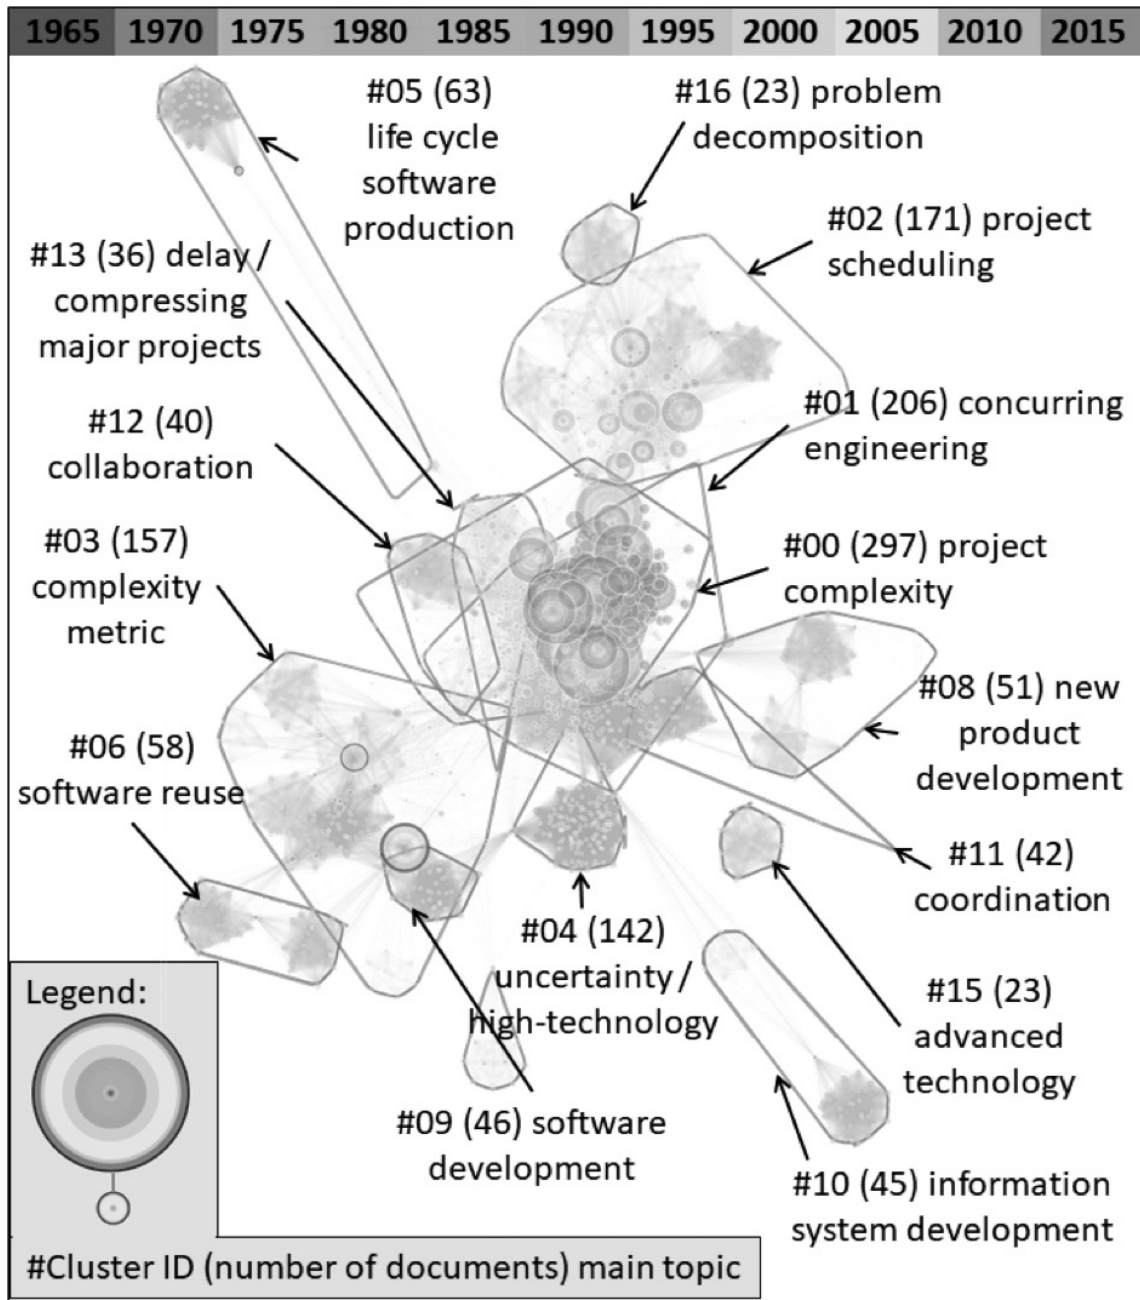 1965 1970 1975 1980 1985 1990 1995 2000 2005 2010 2015
#05 (63)
life cycle
software
production
#16 (23) problem
decomposition
#02 (171) project
scheduling
#13 (36) delay /
compressing
major projects
#01 (206) concurring
engineering
#12 (40)
collaboration
#03 (157)
complexity
metric
#00 (297) project
complexity
#08 (51) new
product
development
#06 (58)
software reuse
#11 (42)
coordination
#04 (142)
uncertainty /
high-technology
#15 (23)
advanced
technology
#09 (46) software
development
#10 (45) information
system development
Legend:
#Cluster ID (number of documents) main topic